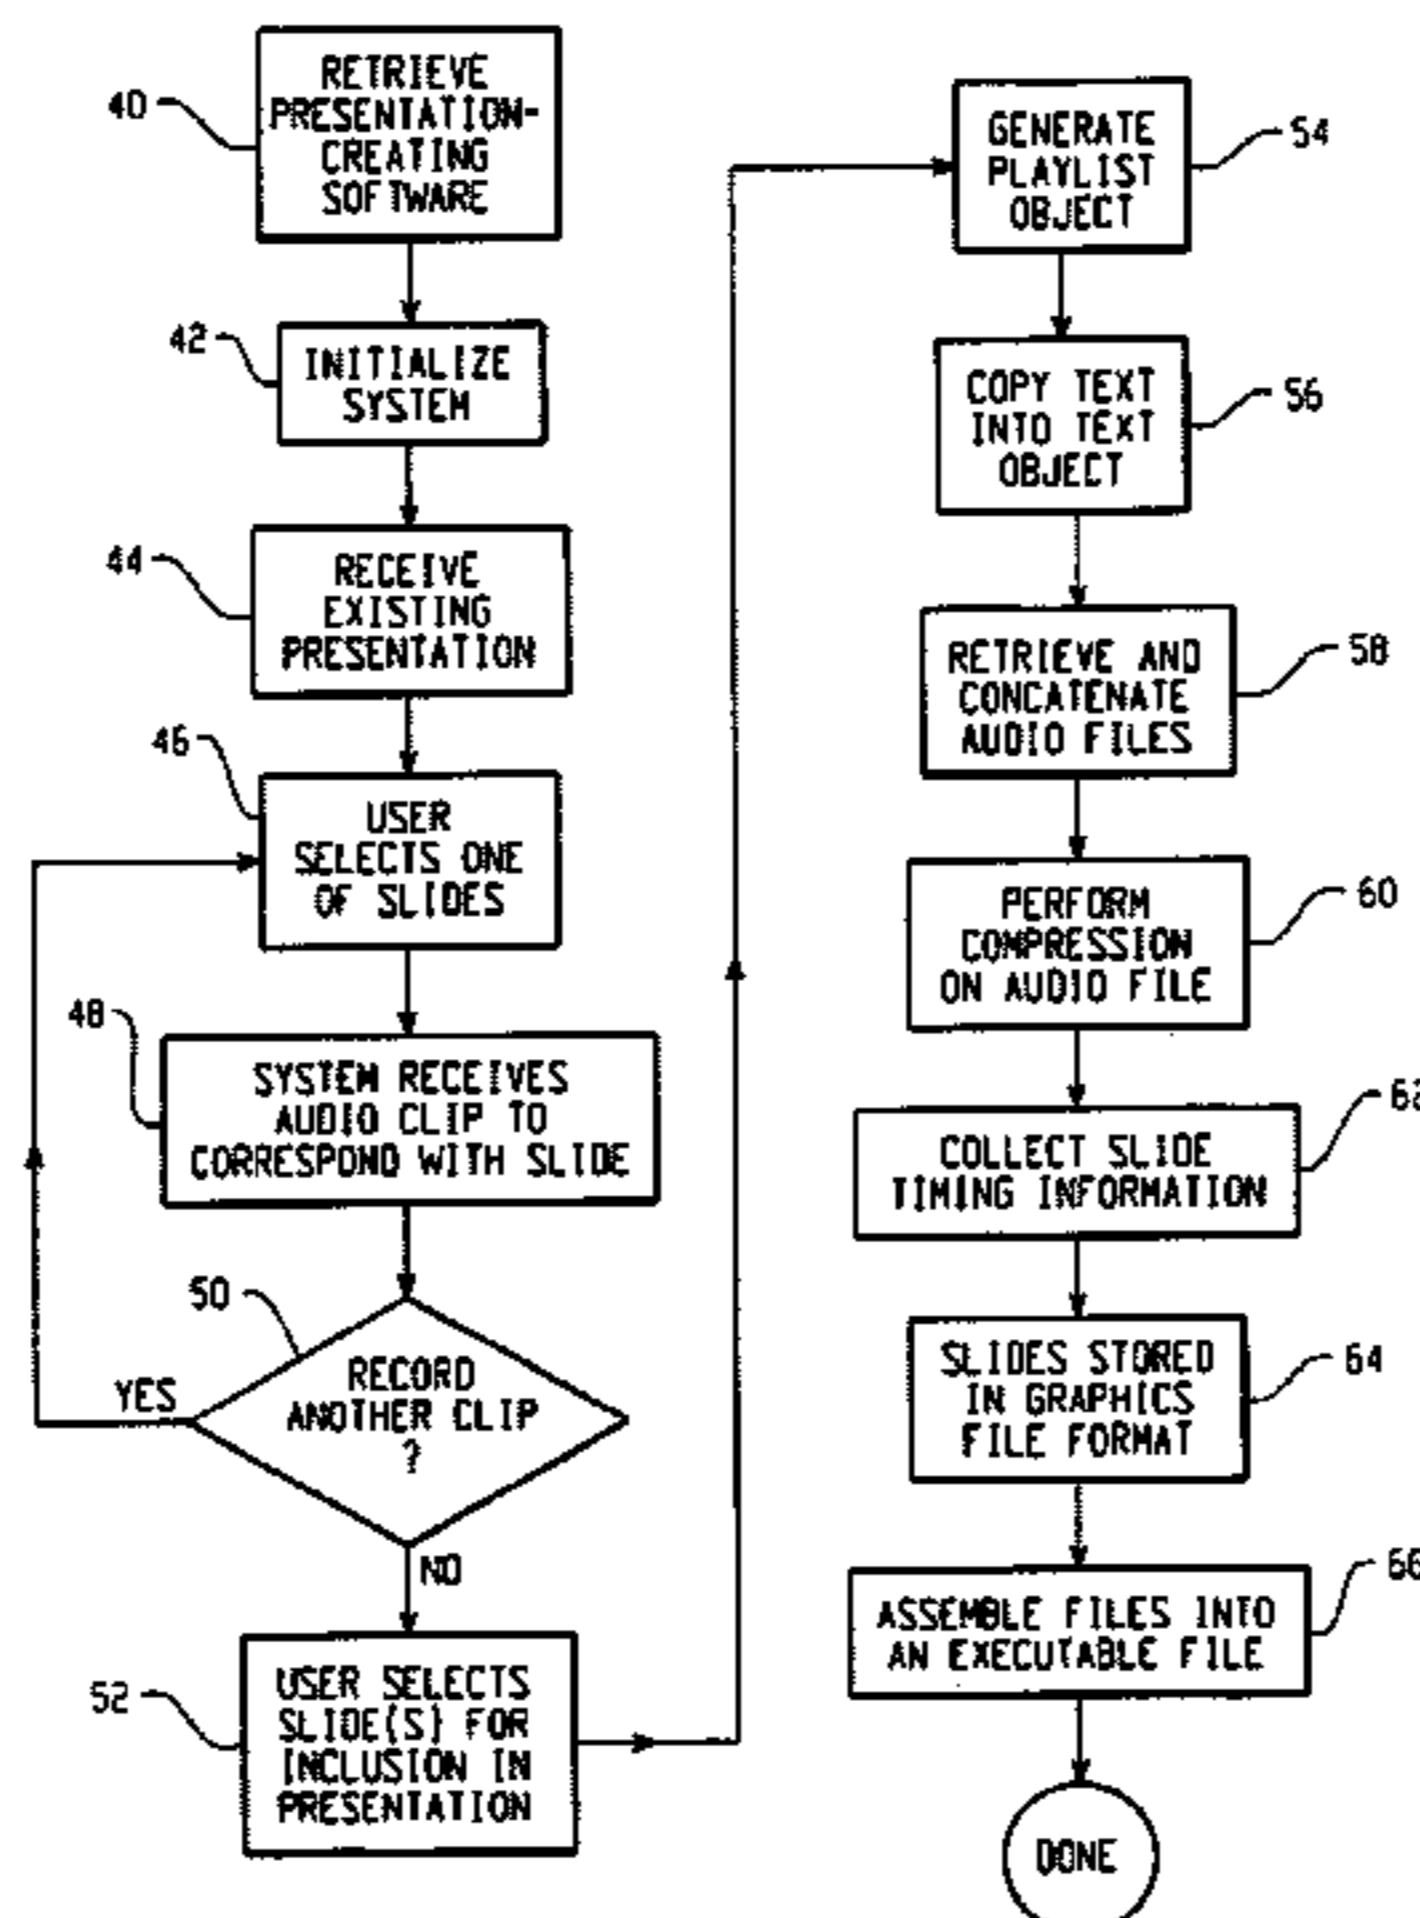 40
RETRIEVE
PRESENTATION-
CREATING
SOFTWARE
42
INITIALIZE
SYSTEM
44
RECEIVE
EXISTING
PRESENTATION
46
USER
SELECTS ONE
OF SLIDES
48
SYSTEM RECEIVES
AUDIO CLIP TO
CORRESPOND WITH SLIDE
50
RECORD
ANOTHER CLIP
?
YES
NO
52
USER SELECTS
SLIDE(S) FOR
INCLUSION IN
PRESENTATION
54
GENERATE
PLAYLIST
OBJECT
56
COPY TEXT
INTO TEXT
OBJECT
58
RETRIEVE AND
CONCATENATE
AUDIO FILES
60
PERFORM
COMPRESSION
ON AUDIO FILE
62
COLLECT SLIDE
TIMING INFORMATION
64
SLIDES STORED
IN GRAPHICS
FILE FORMAT
66
ASSEMBLE FILES INTO
AN EXECUTABLE FILE
DONE